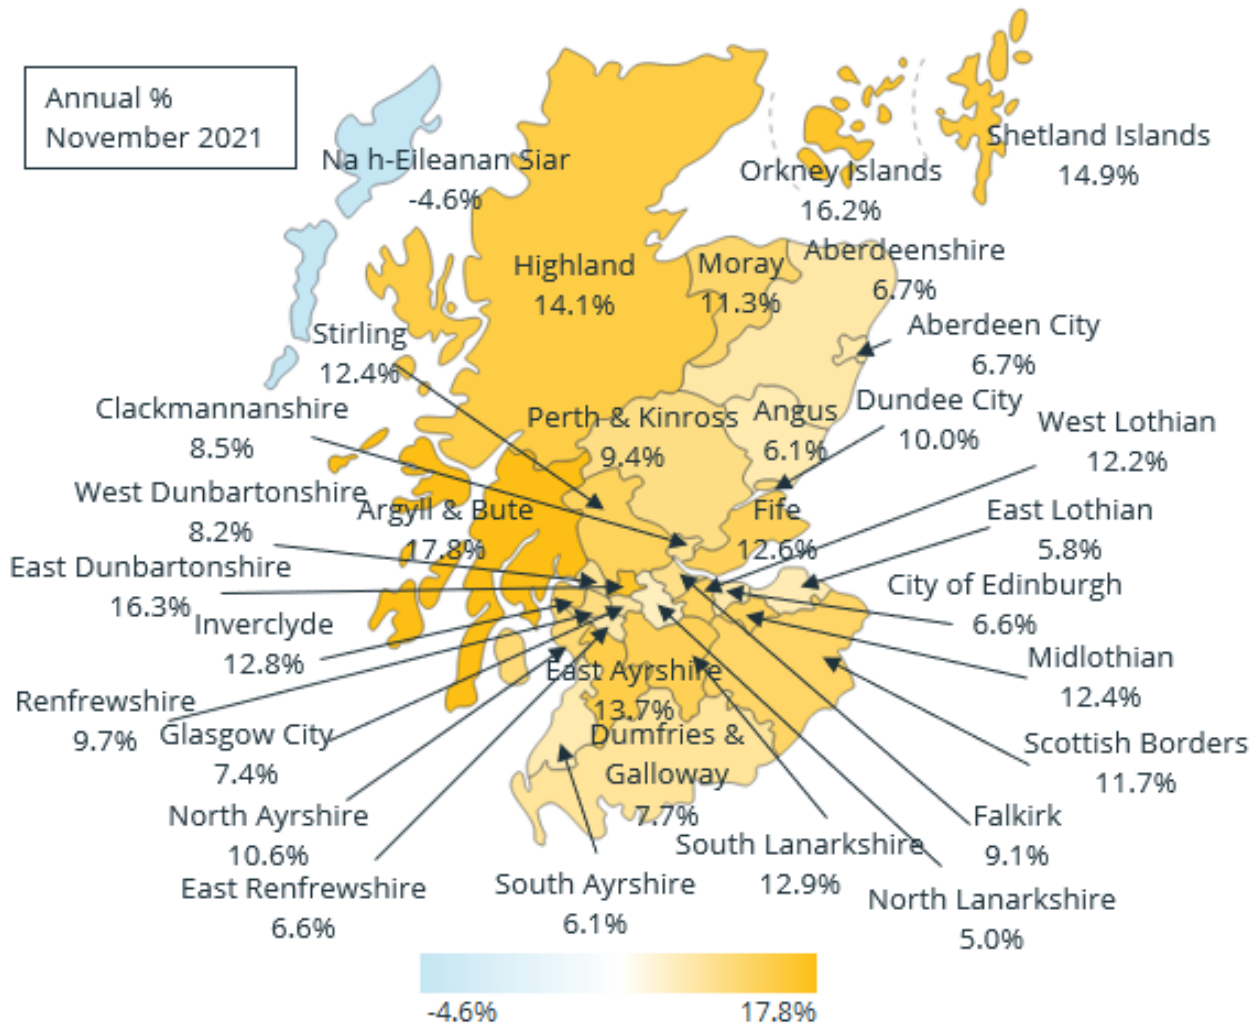 Annual %
November 2021
Na h-Eileanan Siar
-4.6%
Shetland Islands
14.9%
Orkney Islands
16.2%
Highland
14.1%
Moray
11.3%
Aberdeenshire
6.7%
Stirling
12.4%
Aberdeen City
6.7%
Clackmannanshire
8.5%
Perth & Kinross
9.4%
Angus
6.1%
Dundee City
10.0%
West Lothian
12.2%
West Dunbartonshire
8.2%
Argyll & Bute
17.8%
Fife
12.6%
East Lothian
5.8%
East Dunbartonshire
16.3%
City of Edinburgh
6.6%
Inverclyde
12.8%
Midlothian
12.4%
East Ayrshire
13.7%
Renfrewshire
9.7%
Glasgow City
7.4%
Dumfries &
Galloway
7.7%
Scottish Borders
11.7%
North Ayrshire
10.6%
Falkirk
9.1%
South Lanarkshire
12.9%
East Renfrewshire
6.6%
South Ayrshire
6.1%
North Lanarkshire
5.0%
-4.6%
17.8%